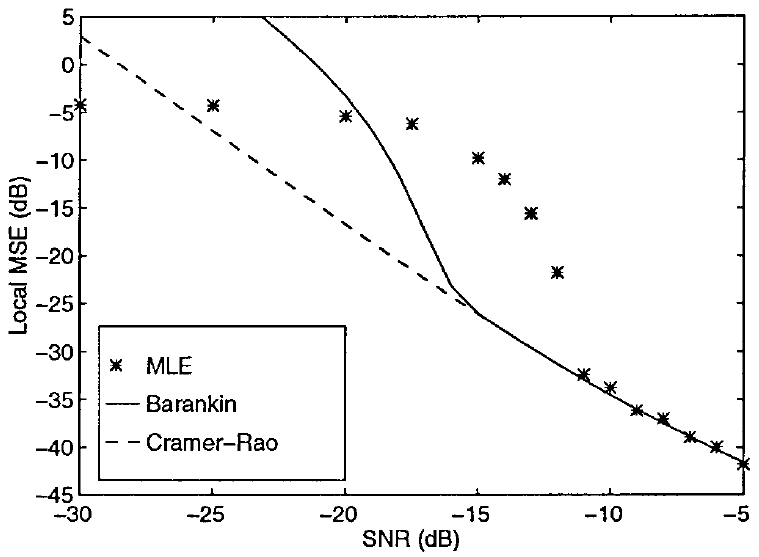 5
0
−5
−10
−15
−20
−25
−30
−35
−40
−45
Local MSE (dB)
MLE
Barankin
Cramer−Rao
−30 −25 −20 −15 −10 −5
SNR (dB)